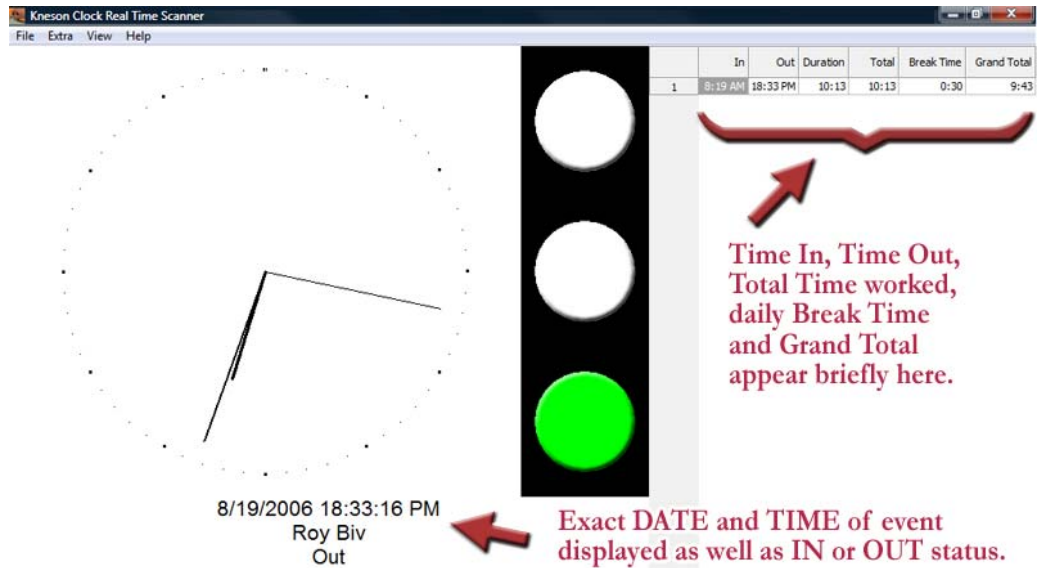 Kneson Clock Real Time Scanner
File Extra View Help
In Out Duration Total Break Time Grand Total
1 8:19 AM 18:33 PM 10:13 10:13 0:30 9:43
Time In, Time Out,
Total Time worked,
daily Break Time
and Grand Total
appear briefly here.
8/19/2006 18:33:16 PM
Roy Biv
Out
Exact DATE and TIME of event
displayed as well as IN or OUT status.